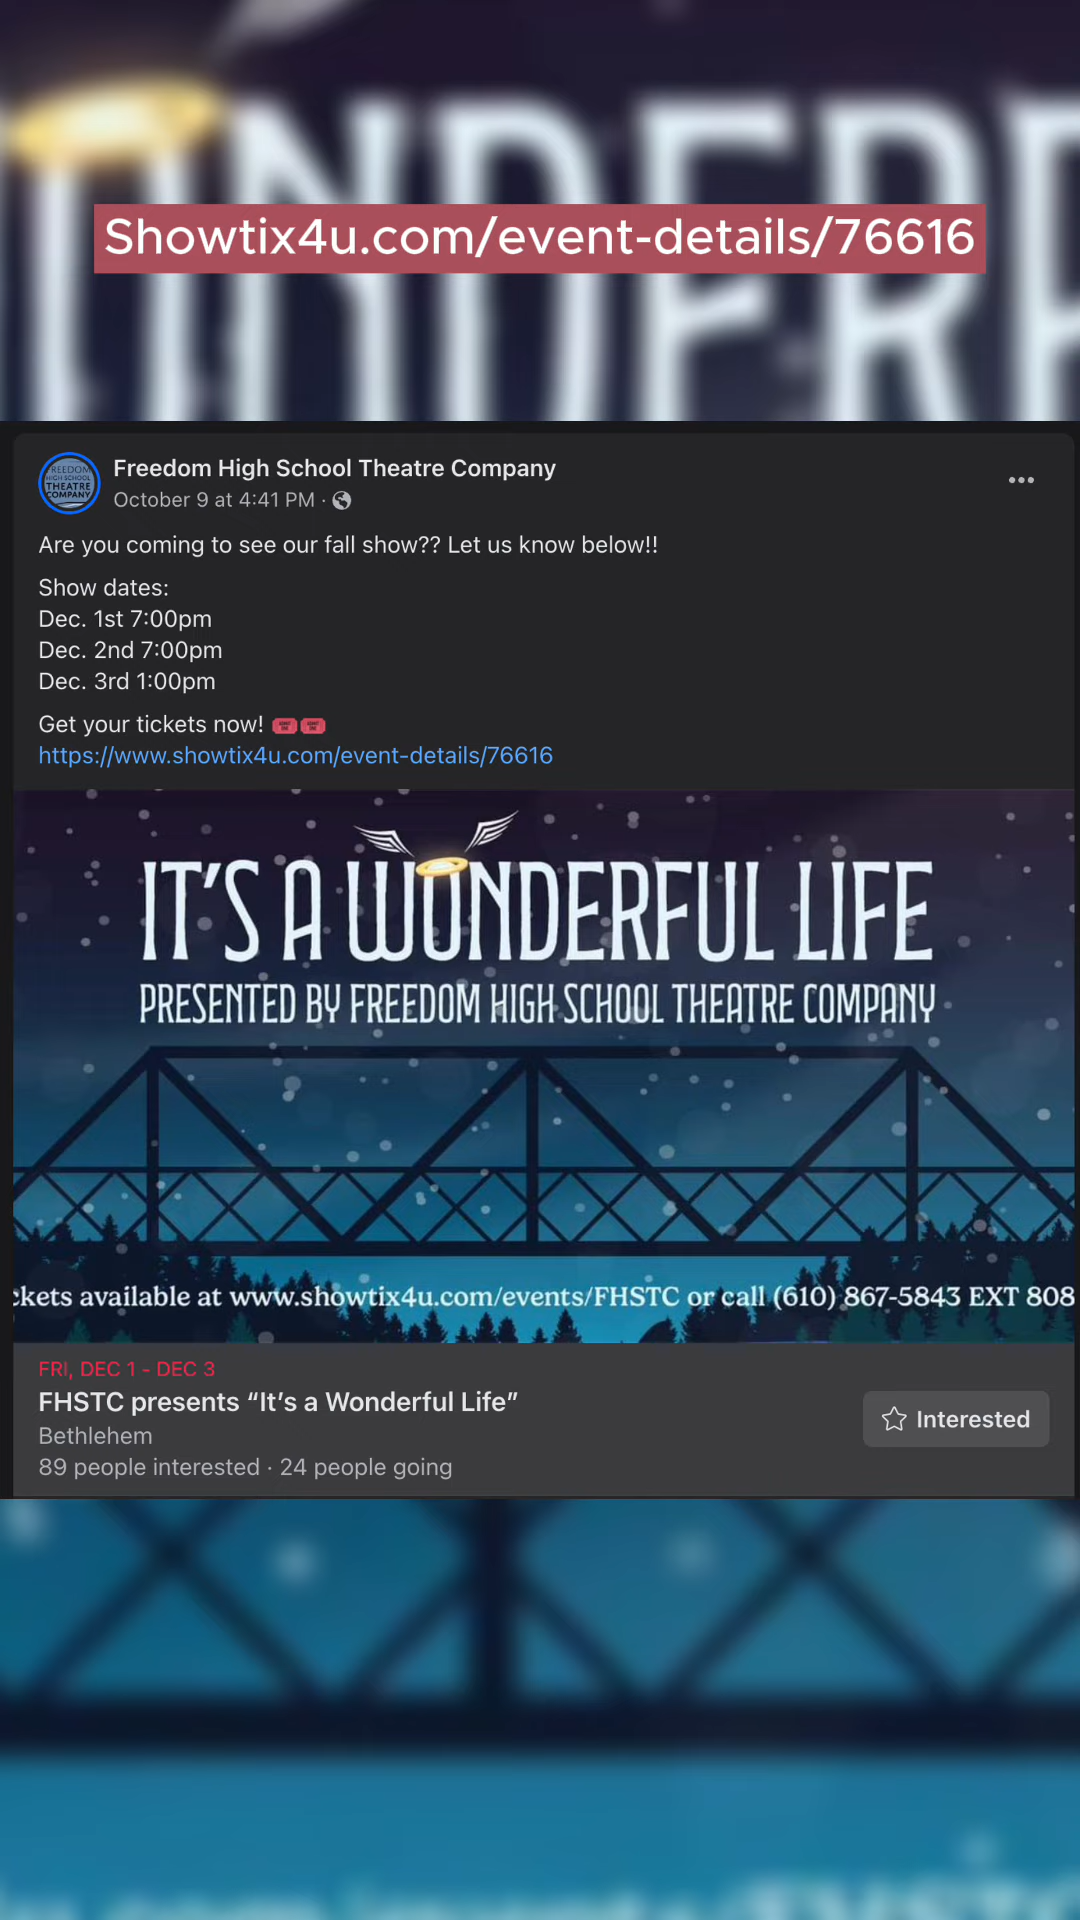 Showtix4u.com/event-details/76616
FREEDOM
HIGH SCHOOL
THEATRE
COMPANY
Freedom High School Theatre Company
October 9 at 4:41 PM ·
Are you coming to see our fall show?? Let us know below!!
Show dates:
Dec. 1st 7:00pm
Dec. 2nd 7:00pm
Dec. 3rd 1:00pm
Get your tickets now!
https://www.showtix4u.com/event-details/76616
IT'S A WONDERFUL LIFE
PRESENTED BY FREEDOM HIGH SCHOOL THEATRE COMPANY
ckets available at www.showtix4u.com/events/FHSTC or call (610) 867-5843 EXT 808
FRI, DEC 1 - DEC 3
FHSTC presents “It’s a Wonderful Life”
Bethlehem
89 people interested · 24 people going
Interested